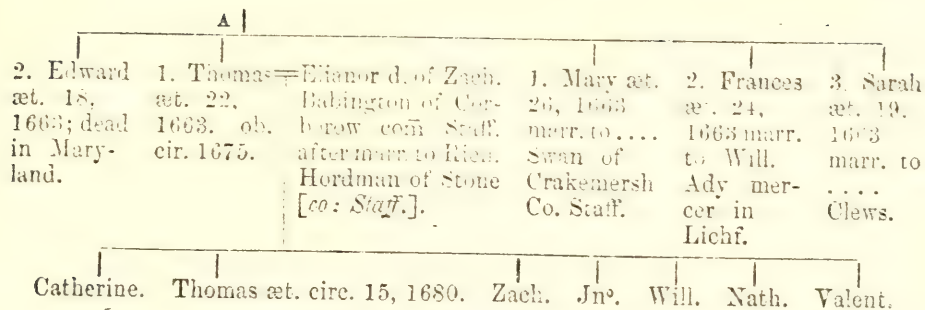 A
2. Edward
æt. 18,
1663; dead
in Mary-
land.
1. Thomas=
æt. 22,
1663. ob.
cir. 1675.
Elianor d. of Zach.
Babington of Cor-
borow com̄ Staff.
after marr. to Rich.
Hordman of Stone
[co: Staff.].
1. Mary æt.
26, 1663
marr. to . . . .
Swan of
Crakemersh
Co. Staff.
2. Frances
æt. 24,
1663 marr.
to Will.
Ady mer-
cer in
Lichf.
3. Sarah
æt. 19.
1663
marr. to
. . . .
Clews.
Catherine. Thomas æt. circ. 15, 1680. Zach. Jnº. Will. Nath. Valent.